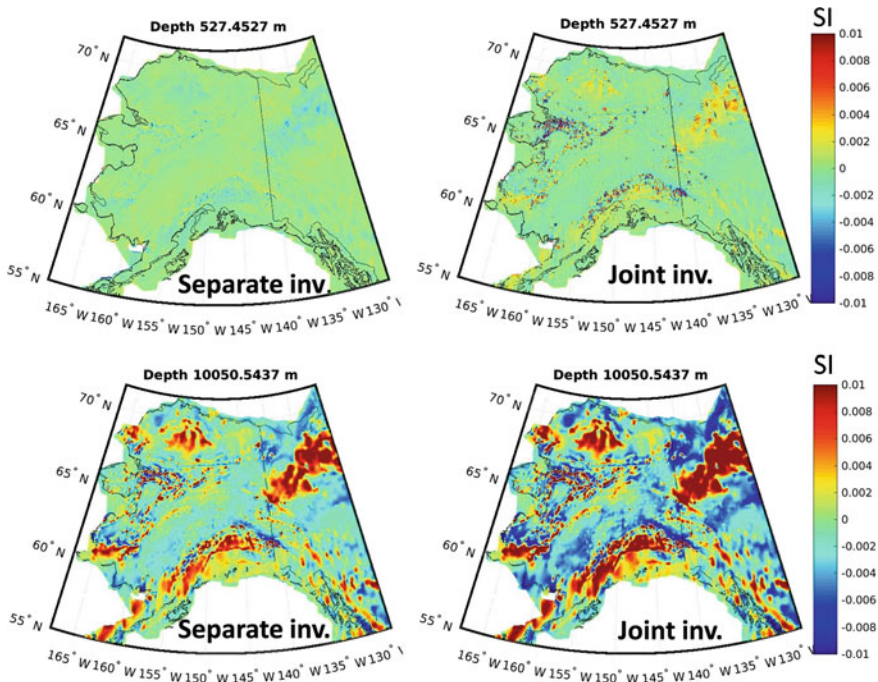 Depth 527.4527 m
70° N
65° N
60° N
55° N
165° W 160° W 155° W 150° W 145° W 140° W 135° W 130° I
Separate inv.
Depth 527.4527 m
70° N
65° N
60° N
55° N
165° W 160° W 155° W 150° W 145° W 140° W 135° W 130° I
Joint inv.
SI
0.01
0.008
0.006
0.004
0.002
0
-0.002
-0.004
-0.006
-0.008
-0.01
Depth 10050.5437 m
70° N
65° N
60° N
55° N
165° W 160° W 155° W 150° W 145° W 140° W 135° W 130° I
Separate inv.
Depth 10050.5437 m
70° N
65° N
60° N
55° N
165° W 160° W 155° W 150° W 145° W 140° W 135° W 130° I
Joint inv.
SI
0.01
0.008
0.006
0.004
0.002
0
-0.002
-0.004
-0.006
-0.008
-0.01